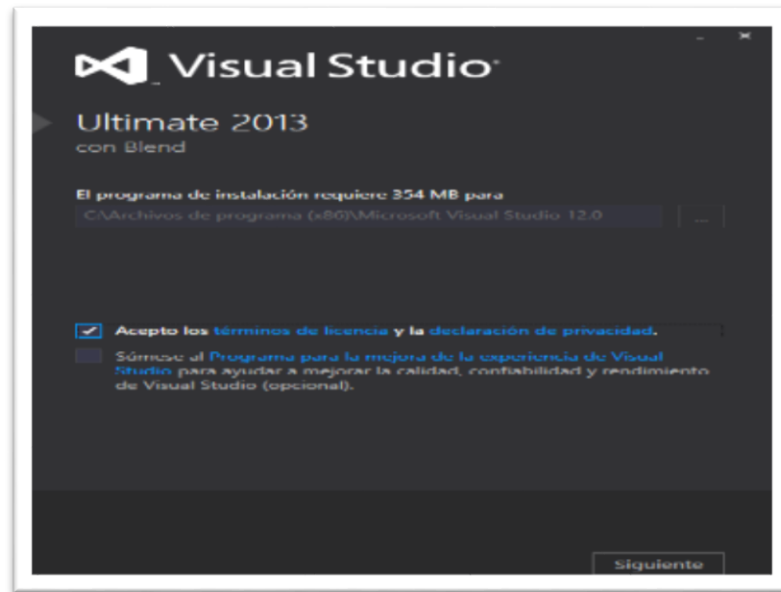 Visual Studio
Ultimate 2013
con Blend
El programa de instalación requiere 354 MB para
C:\Archivos de programa (x86)\Microsoft Visual Studio 12.0
...
Acepto los términos de licencia y la declaración de privacidad.
Súmese al Programa para la mejora de la experiencia de Visual
Studio para ayudar a mejorar la calidad, confiabilidad y rendimiento
de Visual Studio (opcional).
Siguiente